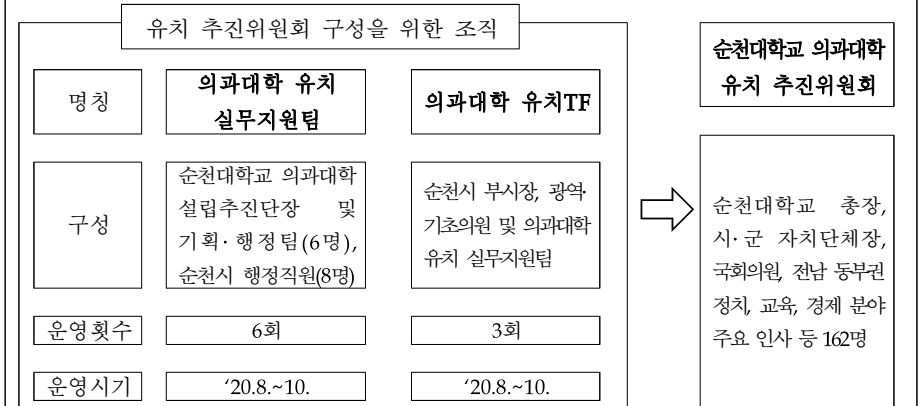 유치 추진위원회 구성을 위한 조직
명칭
의과대학 유치
실무지원팀
의과대학 유치TF
구성
순천대학교 의과대학
설립추진단장 및
기획·행정팀(6명),
순천시 행정직원(8명)
순천시 부시장, 광역·
기초의원 및 의과대학
유치 실무지원팀
운영횟수
6회
3회
운영시기
‘20.8.~10.
‘20.8.~10.
순천대학교 의과대학
유치 추진위원회
순천대학교 총장,
시·군 자치단체장,
국회의원, 전남 동부권
정치, 교육, 경제 분야
주요 인사 등 162명